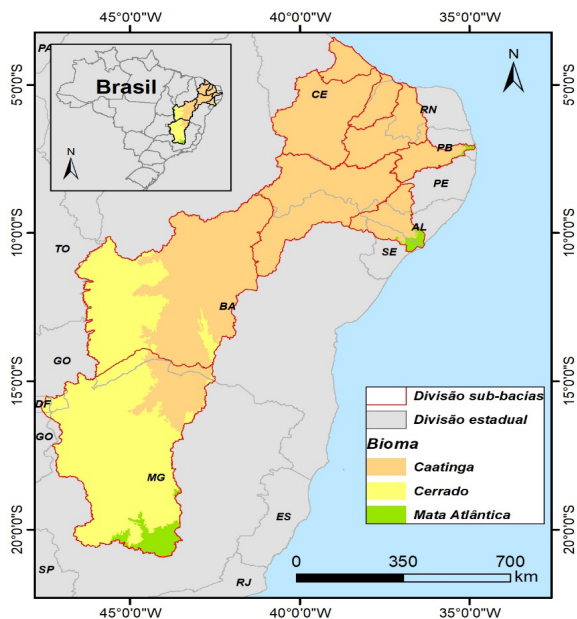 45°0'0"S
40°0'0"S
35°0'0"S
PA
Brasil
N
N
N
5°0'0"S
5°0'0"S
CE
RN
PB
PE
AL
SE
10°0'0"S
10°0'0"S
TO
BA
GO
15°0'0"S
15°0'0"S
DF
GO
MG
ES
20°0'0"S
20°0'0"S
SP
RJ
Divisão sub-bacias
Divisão estadual
Bioma
Caatinga
Cerrado
Mata Atlântica
0 350 700
km
45°0'0"S
40°0'0"S
35°0'0"S